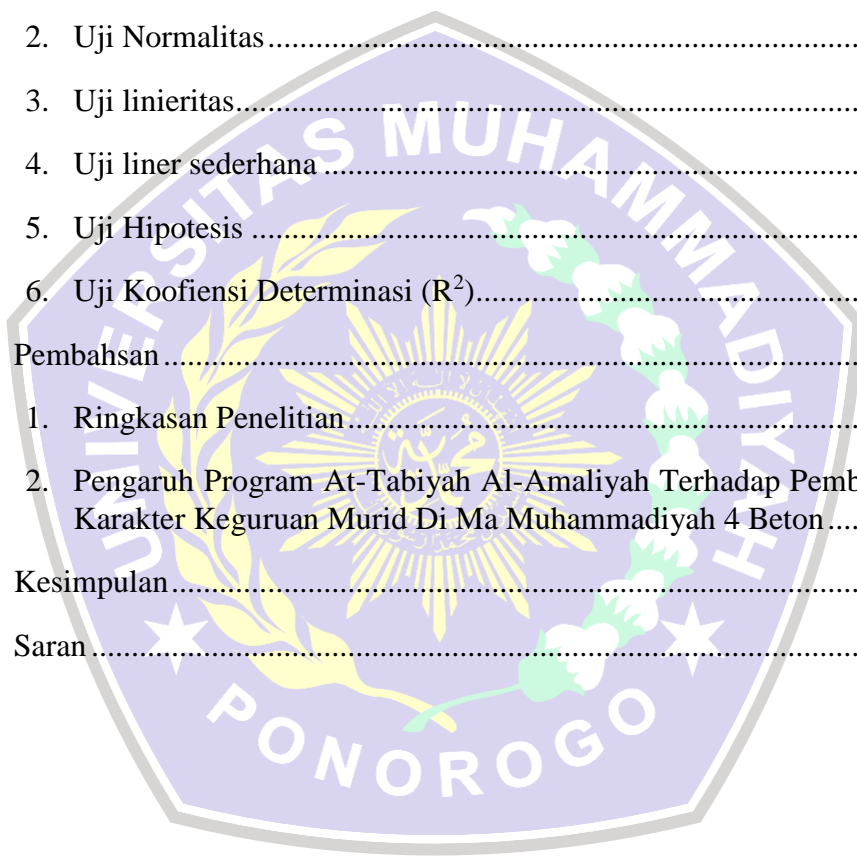 2. Uji Normalitas
3. Uji linieritas
4. Uji liner sederhana
5. Uji Hipotesis
6. Uji Koofiensi Determinasi (R²)
Pembahsan
1. Ringkasan Penelitian
2. Pengaruh Program At-Tabiyah Al-Amaliyah Terhadap Pemb
Karakter Keguruan Murid Di Ma Muhammadiyah 4 Beton
Kesimpulan
Saran
UNIVERSITAS MUHAMMADIYAH
PONOROGO